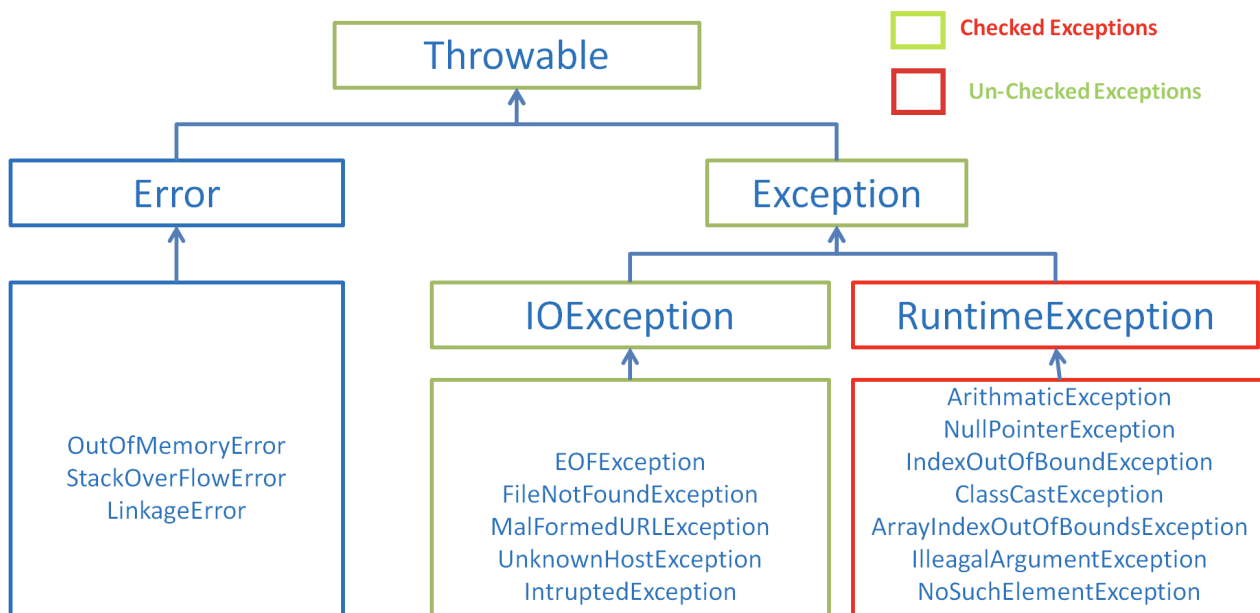 Throwable
Checked Exceptions
Un-Checked Exceptions
Error
Exception
IOException
RuntimeException
OutOfMemoryError
StackOverFlowError
LinkageError
EOFException
FileNotFoundException
MalFormedURLException
UnknownHostException
IntruptedException
ArithmaticException
NullPointerException
IndexOutOfBoundException
ClassCastException
ArrayIndexOutOfBoundsException
IlleagalArgumentException
NoSuchElementException